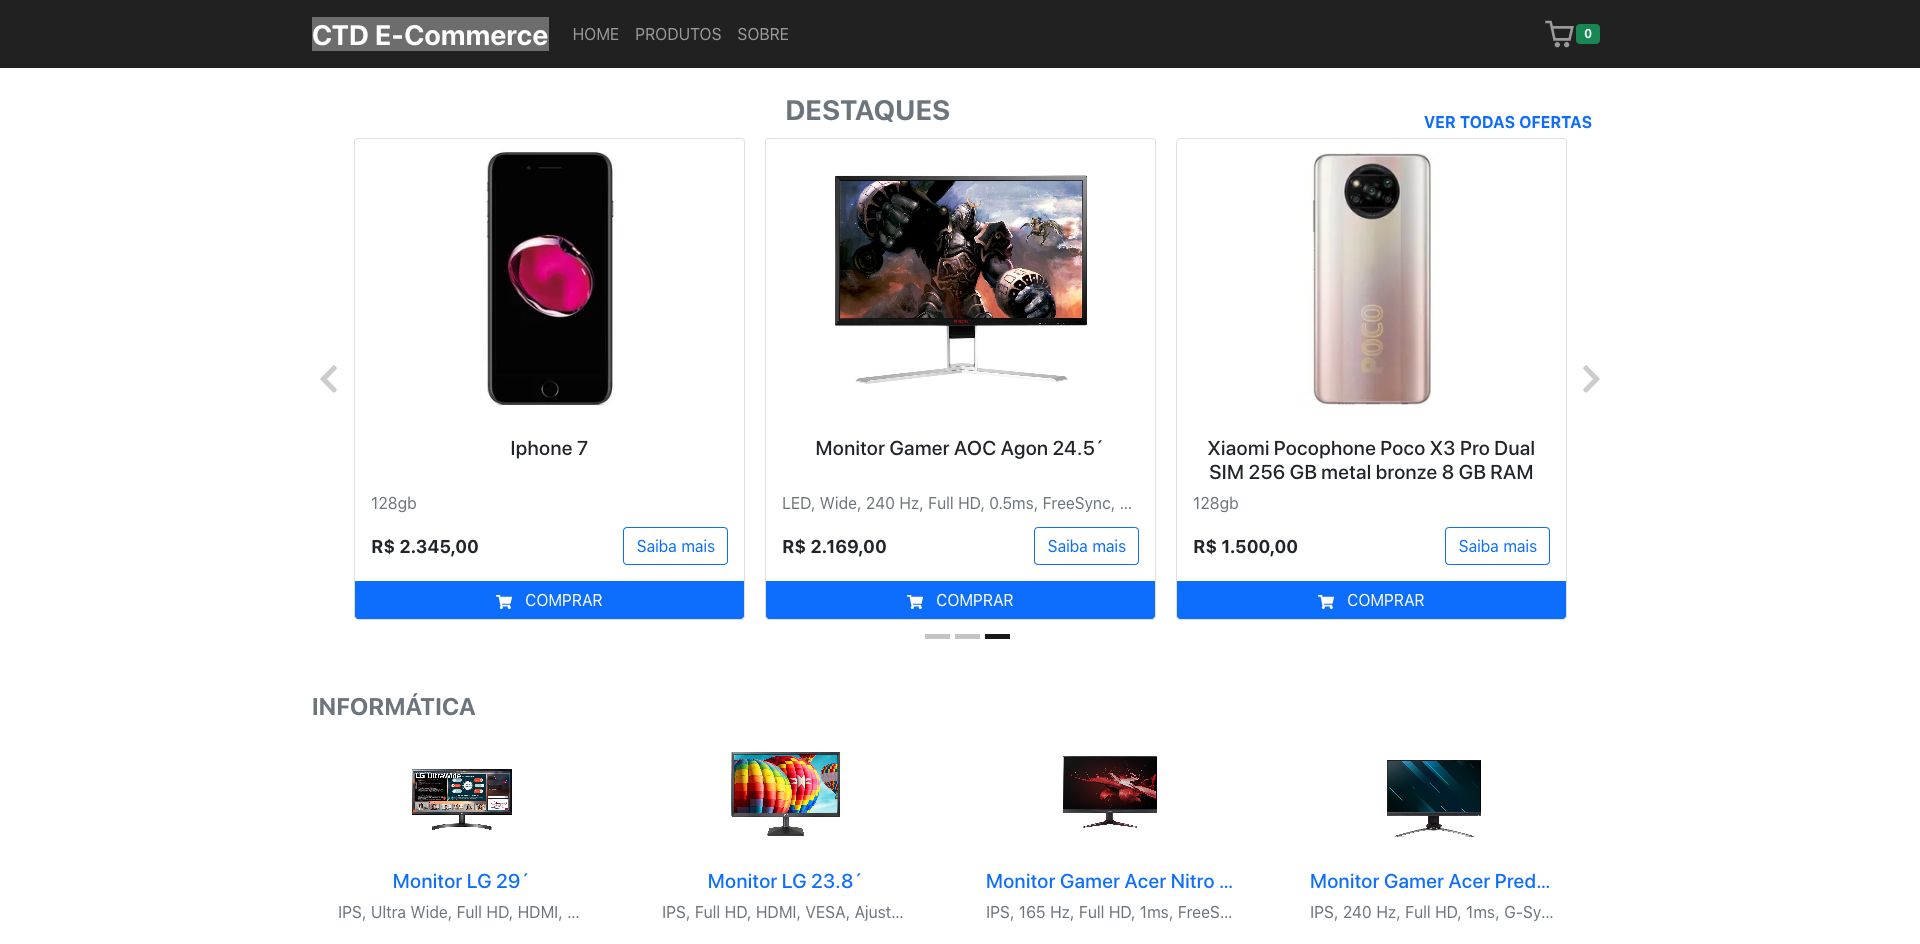 CTD E-Commerce HOME PRODUTOS SOBRE 0
DESTAQUES
VER TODAS OFERTAS
POCO
Iphone 7
128gb
R$ 2.345,00 Saiba mais
COMPRAR
Monitor Gamer AOC Agon 24.5´
LED, Wide, 240 Hz, Full HD, 0.5ms, FreeSync, ...
R$ 2.169,00 Saiba mais
COMPRAR
Xiaomi Pocophone Poco X3 Pro Dual
SIM 256 GB metal bronze 8 GB RAM
128gb
R$ 1.500,00 Saiba mais
COMPRAR
INFORMÁTICA
LG UltraWide
Monitor LG 29´
IPS, Ultra Wide, Full HD, HDMI, ...
Monitor LG 23.8´
IPS, Full HD, HDMI, VESA, Ajust...
Monitor Gamer Acer Nitro ...
IPS, 165 Hz, Full HD, 1ms, FreeS...
Monitor Gamer Acer Pred...
IPS, 240 Hz, Full HD, 1ms, G-Sy...